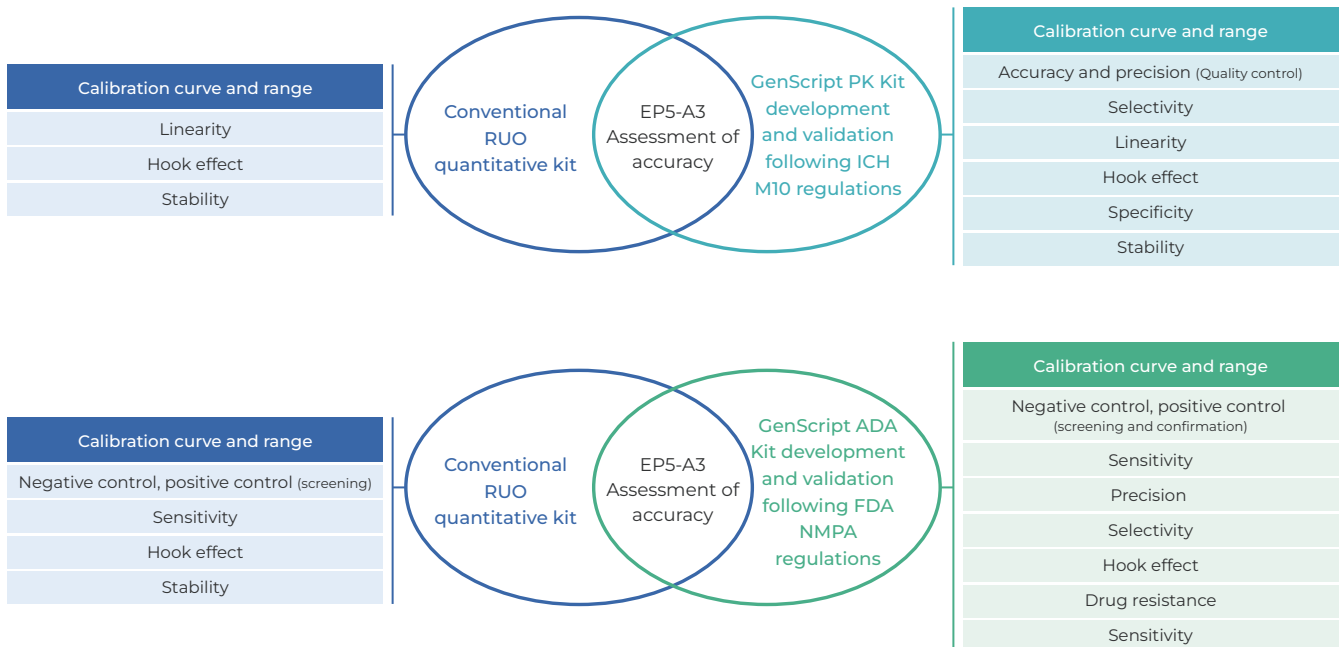 Calibration curve and range
Linearity
Hook effect
Stability
Conventional
RUO
quantitative kit
EP5-A3
Assessment of
accuracy
GenScript PK Kit
development
and validation
following ICH
M10 regulations
Calibration curve and range
Accuracy and precision (Quality control)
Selectivity
Linearity
Hook effect
Specificity
Stability
Calibration curve and range
Negative control, positive control (screening)
Sensitivity
Hook effect
Stability
Conventional
RUO
quantitative kit
EP5-A3
Assessment of
accuracy
GenScript ADA
Kit development
and validation
following FDA
NMPA
regulations
Calibration curve and range
Negative control, positive control
(screening and confirmation)
Sensitivity
Precision
Selectivity
Hook effect
Drug resistance
Sensitivity